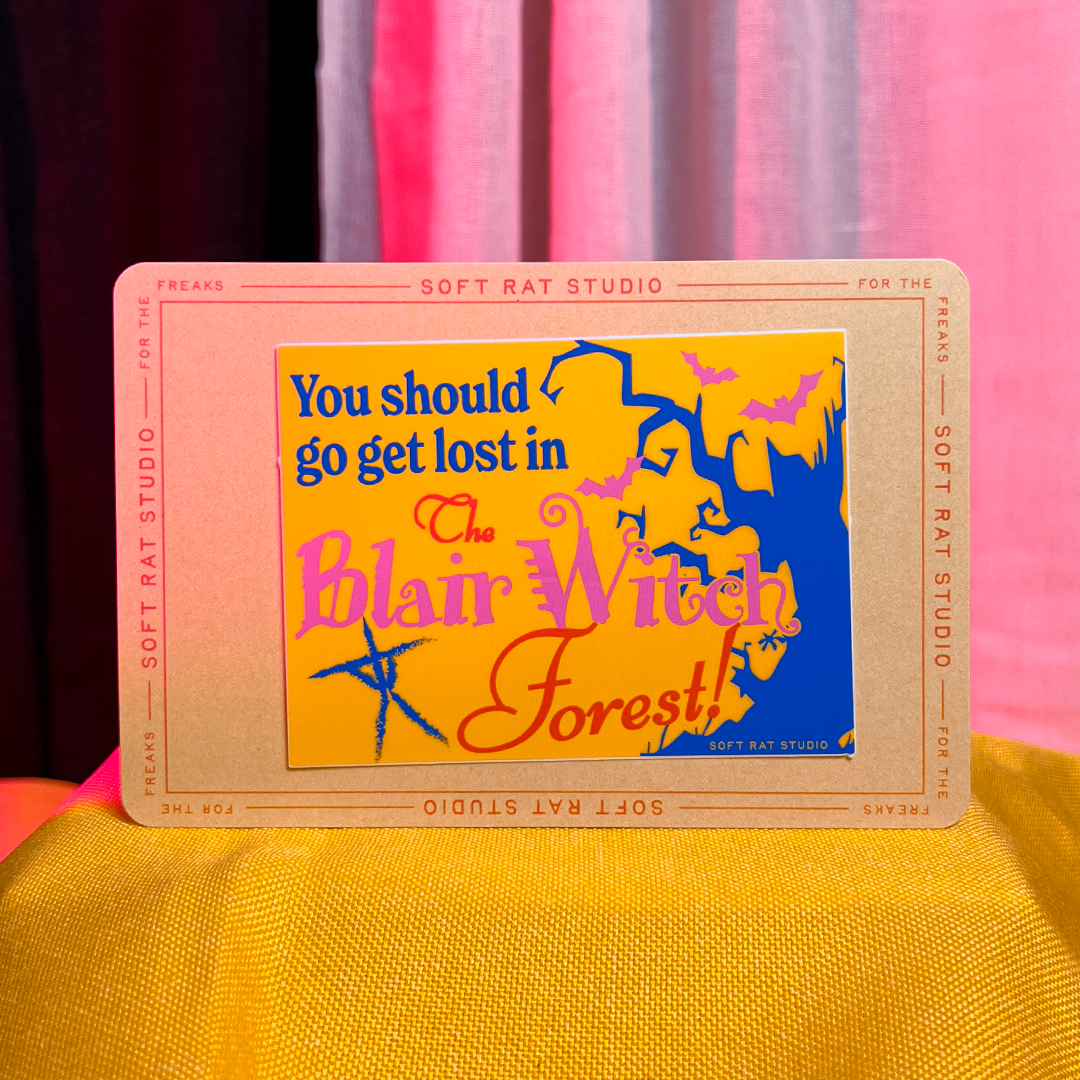 FREAKS — SOFT RAT STUDIO — FOR THE
FREAKS — SOFT RAT STUDIO — FOR THE
FREAKS — SOFT RAT STUDIO — FOR THE
FREAKS — SOFT RAT STUDIO — FOR THE
You should
go get lost in
The
Blair Witch
Forest!
SOFT RAT STUDIO